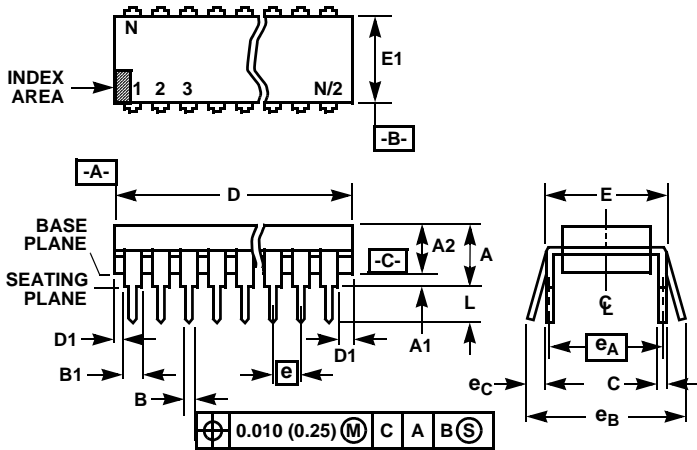 N
INDEX
AREA
1 2 3 N/2
E1
-B-
-A-
D
E
BASE
PLANE
A2 A
-C-
SEATING
PLANE
L
C
L
D1 A1 D1
e
eA
B1
B
eC C
eB
0.010 (0.25) M C A B S